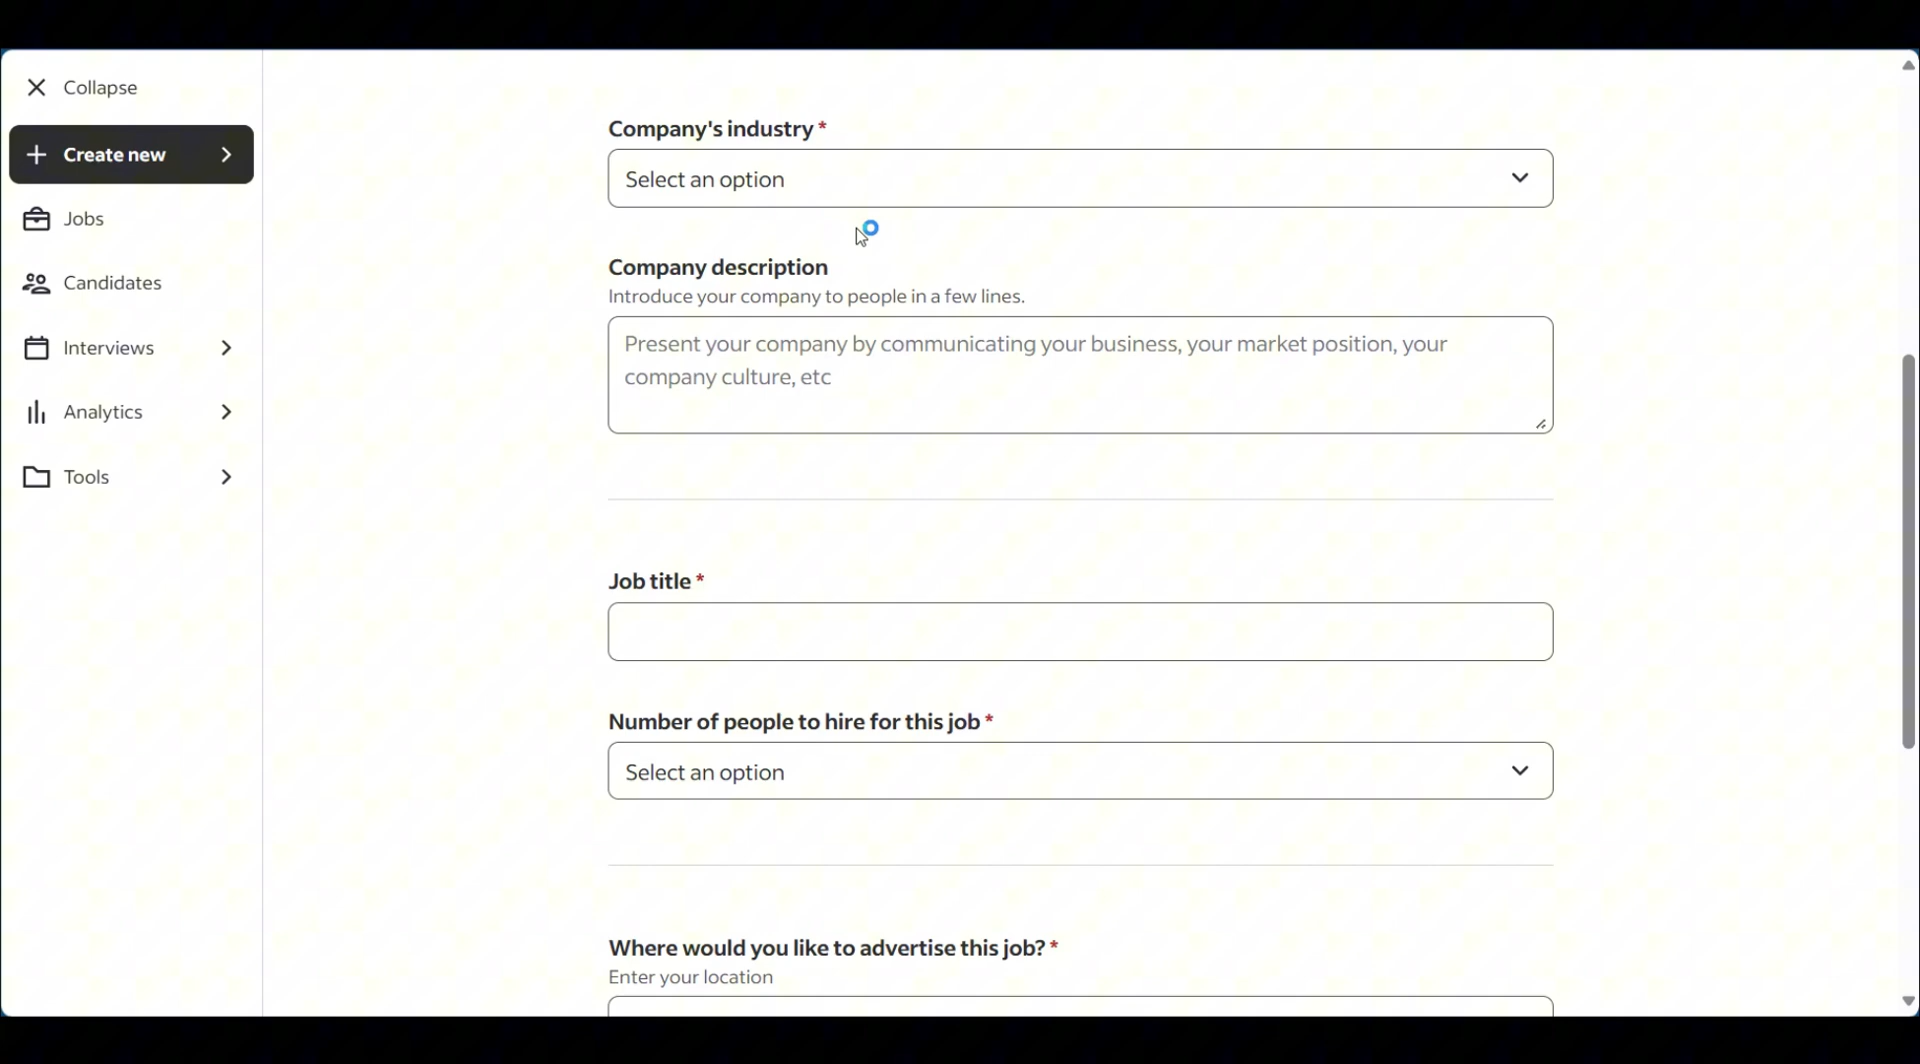 Collapse
Create new
Jobs
Candidates
Interviews
Analytics
Tools
Company's industry *
Select an option
Company description
Introduce your company to people in a few lines.
Present your company by communicating your business, your market position, your
company culture, etc
Job title *
Number of people to hire for this job *
Select an option
Where would you like to advertise this job? *
Enter your location